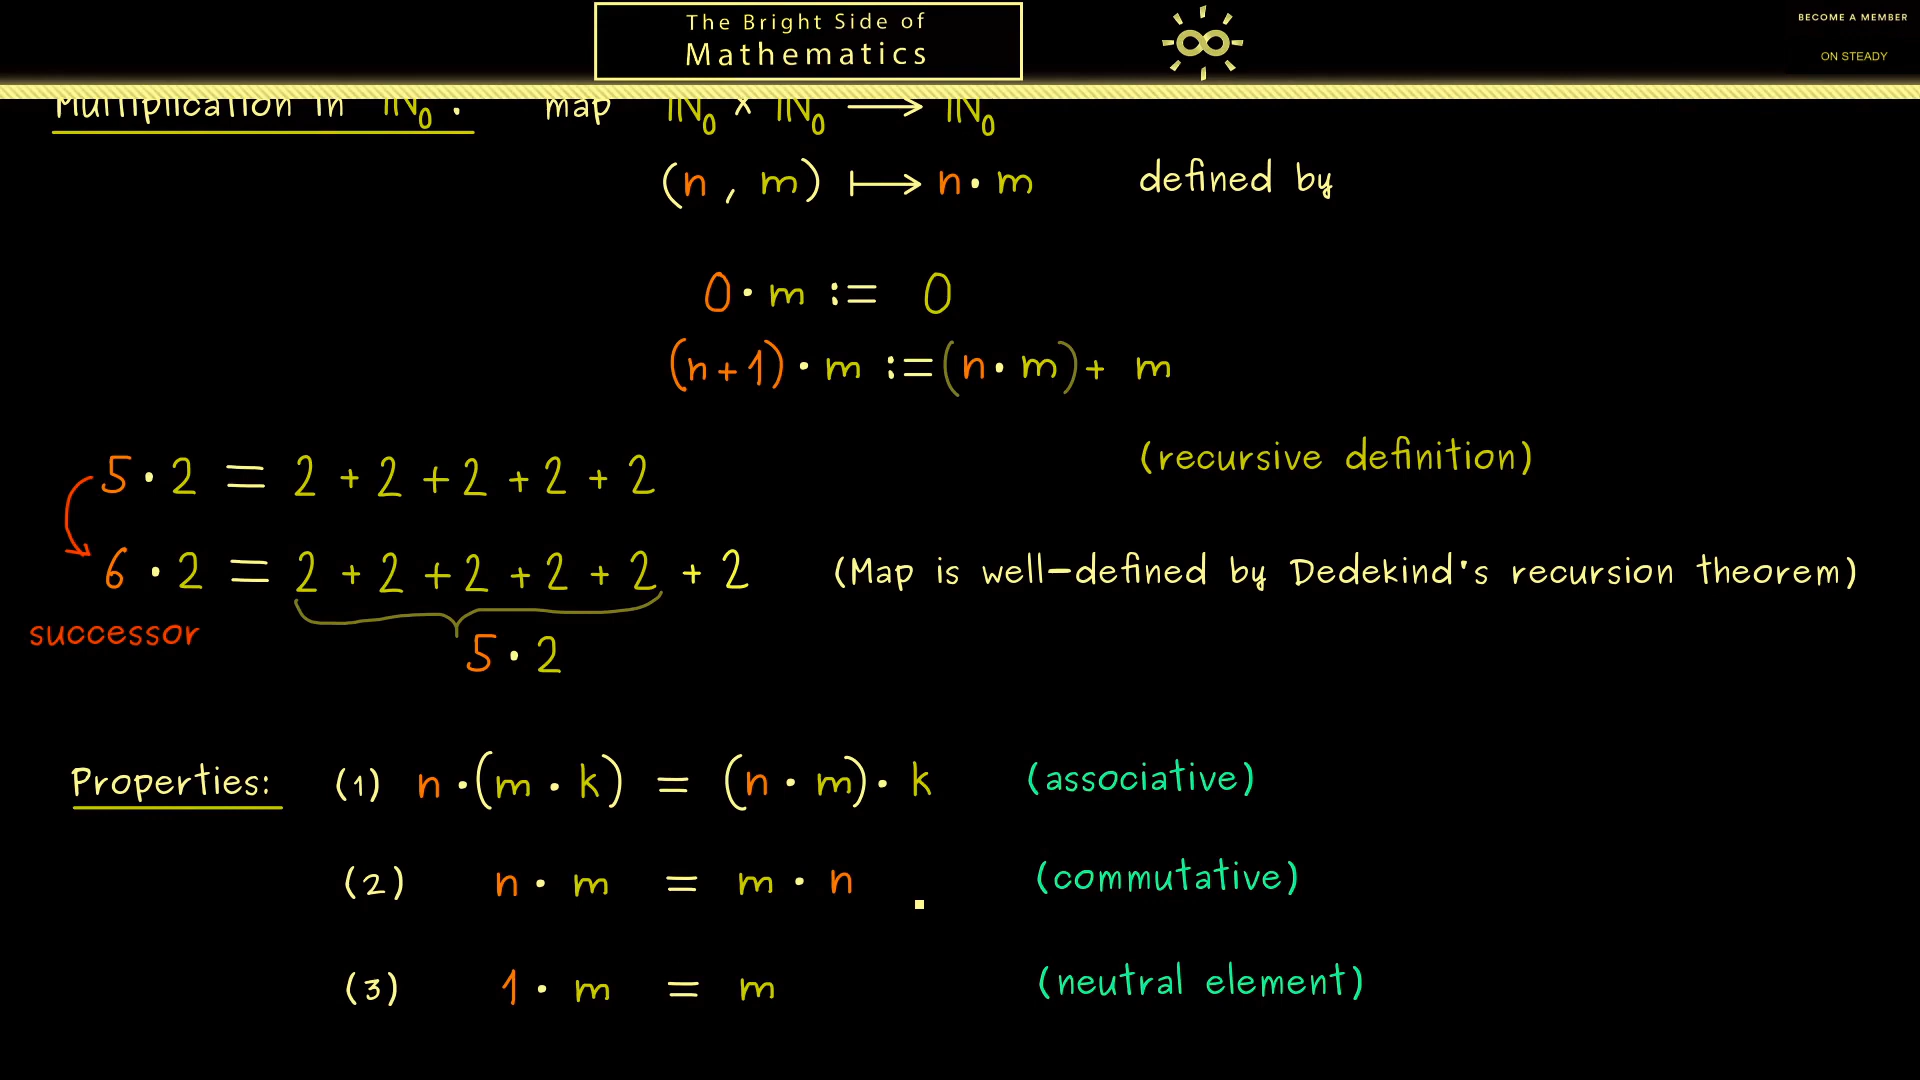 The Bright Side of
Mathematics
BECOME A MEMBER
ON STEADY
Multiplication in ℕ₀ : map ℕ₀ × ℕ₀ ⟶ ℕ₀
(n , m) ⟼ n · m defined by
0 · m := 0
(n+1) · m := (n · m) + m
(recursive definition)
5 · 2 = 2 + 2 + 2 + 2 + 2
6 · 2 = 2 + 2 + 2 + 2 + 2 + 2 (Map is well-defined by Dedekind's recursion theorem)
successor
5 · 2
Properties: (1) n · (m · k) = (n · m) · k (associative)
(2) n · m = m · n (commutative)
(3) 1 · m = m (neutral element)